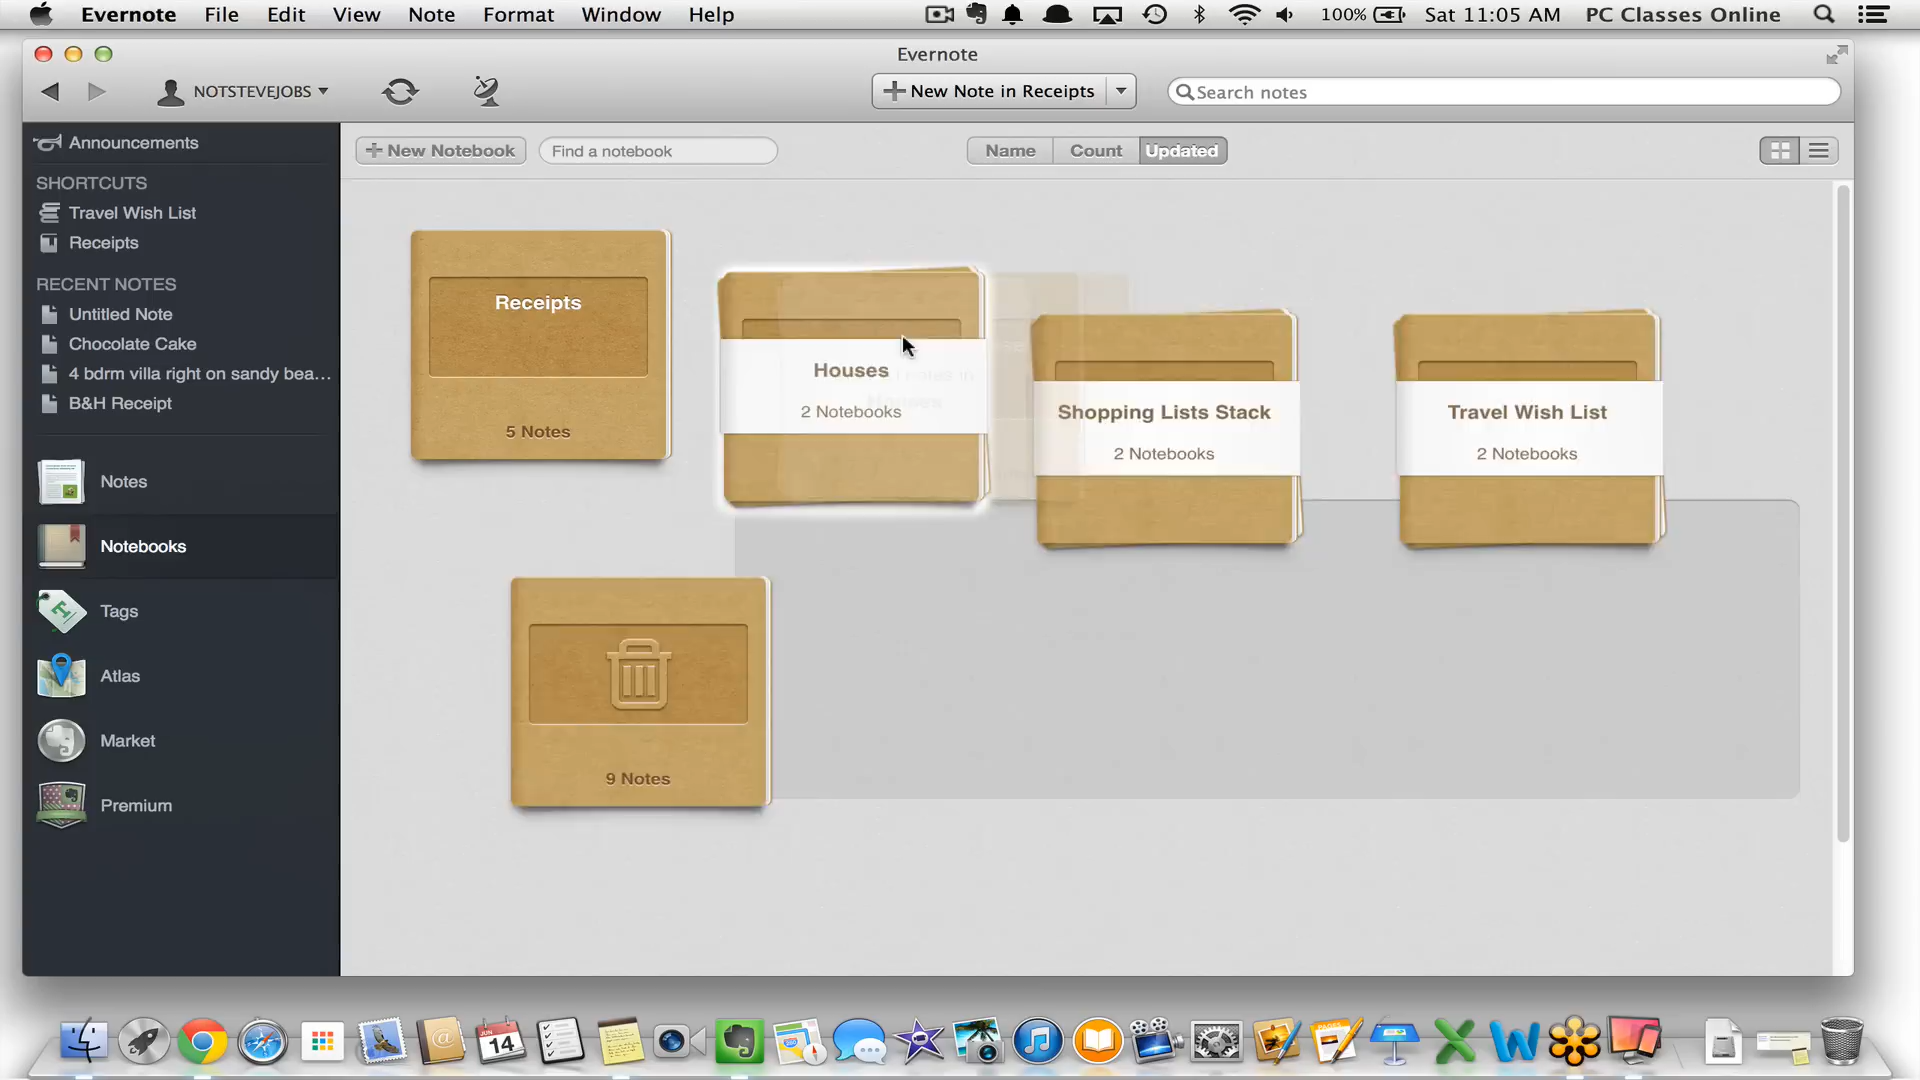 Evernote File Edit View Note Format Window Help 100% Sat 11:05 AM PC Classes Online
Evernote
NOTSTEVEJOBS
New Note in Receipts
Search notes
Announcements
SHORTCUTS
Travel Wish List
Receipts
RECENT NOTES
Untitled Note
Chocolate Cake
4 bdrm villa right on sandy bea...
B&H Receipt
Notes
Notebooks
Tags
Atlas
Market
Premium
New Notebook
Find a notebook
Name Count Updated
Receipts
5 Notes
Houses
2 Notebooks
Shopping Lists Stack
2 Notebooks
Travel Wish List
2 Notebooks
9 Notes
JUN
14
PAGES